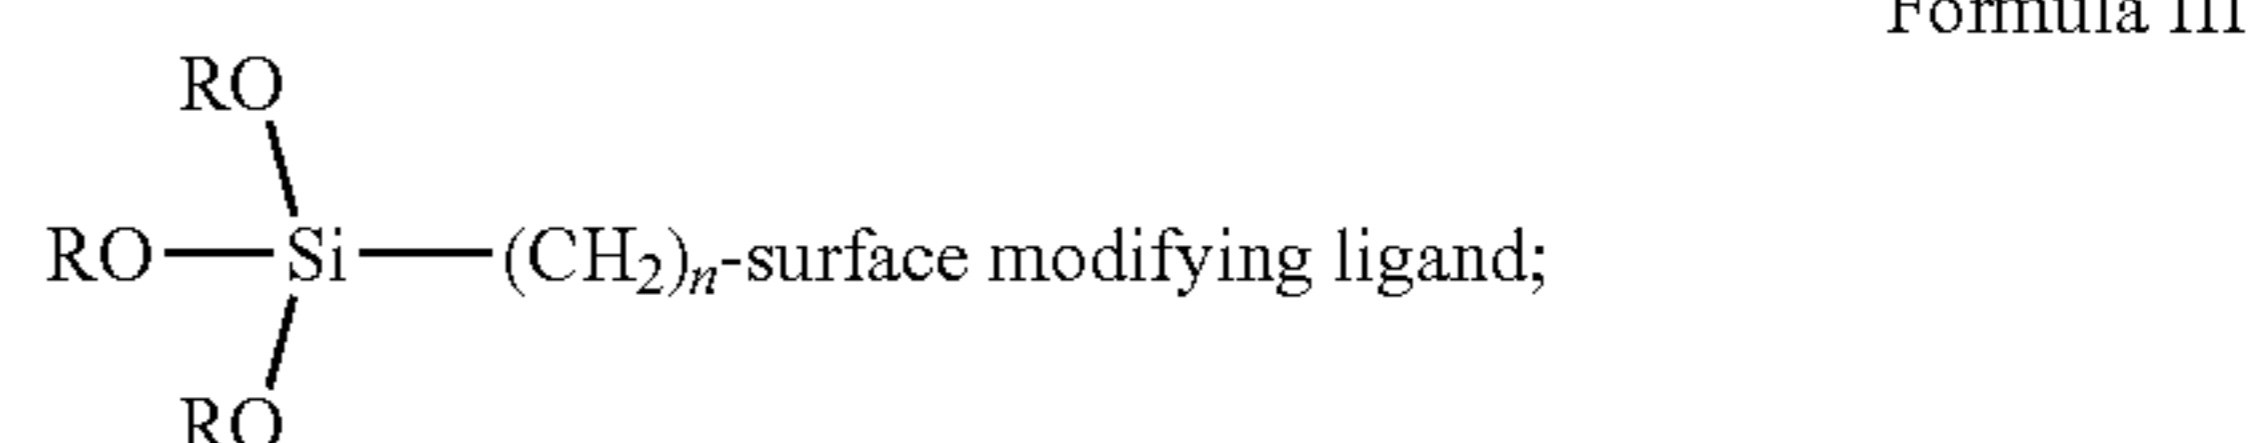 Formula III
RO
RO—Si—(CH₂)ₙ-surface modifying ligand;
RO